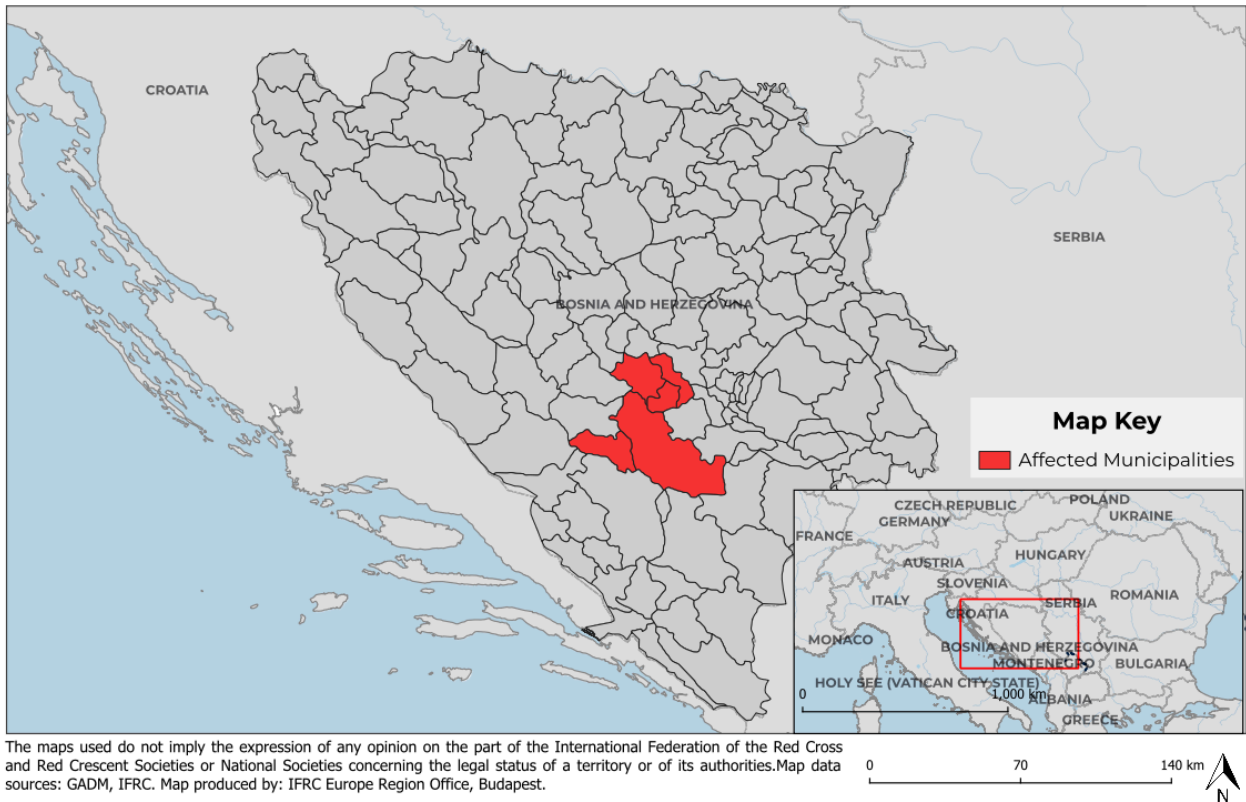 CROATIA
SERBIA
BOSNIA AND HERZEGOVINA
Map Key
Affected Municipalities
POLAND
CZECH REPUBLIC
UKRAINE
GERMANY
FRANCE
HUNGARY
AUSTRIA
SLOVENIA
ROMANIA
ITALY
SERBIA
CROATIA
MONACO
BOSNIA AND HERZEGOVINA
MONTENEGRO
BULGARIA
HOLY SEE (VATICAN CITY STATE)
0
1,000 km
ALBANIA
GREECE
The maps used do not imply the expression of any opinion on the part of the International Federation of the Red Cross
and Red Crescent Societies or National Societies concerning the legal status of a territory or of its authorities.Map data
sources: GADM, IFRC. Map produced by: IFRC Europe Region Office, Budapest.
0
70
140 km
N